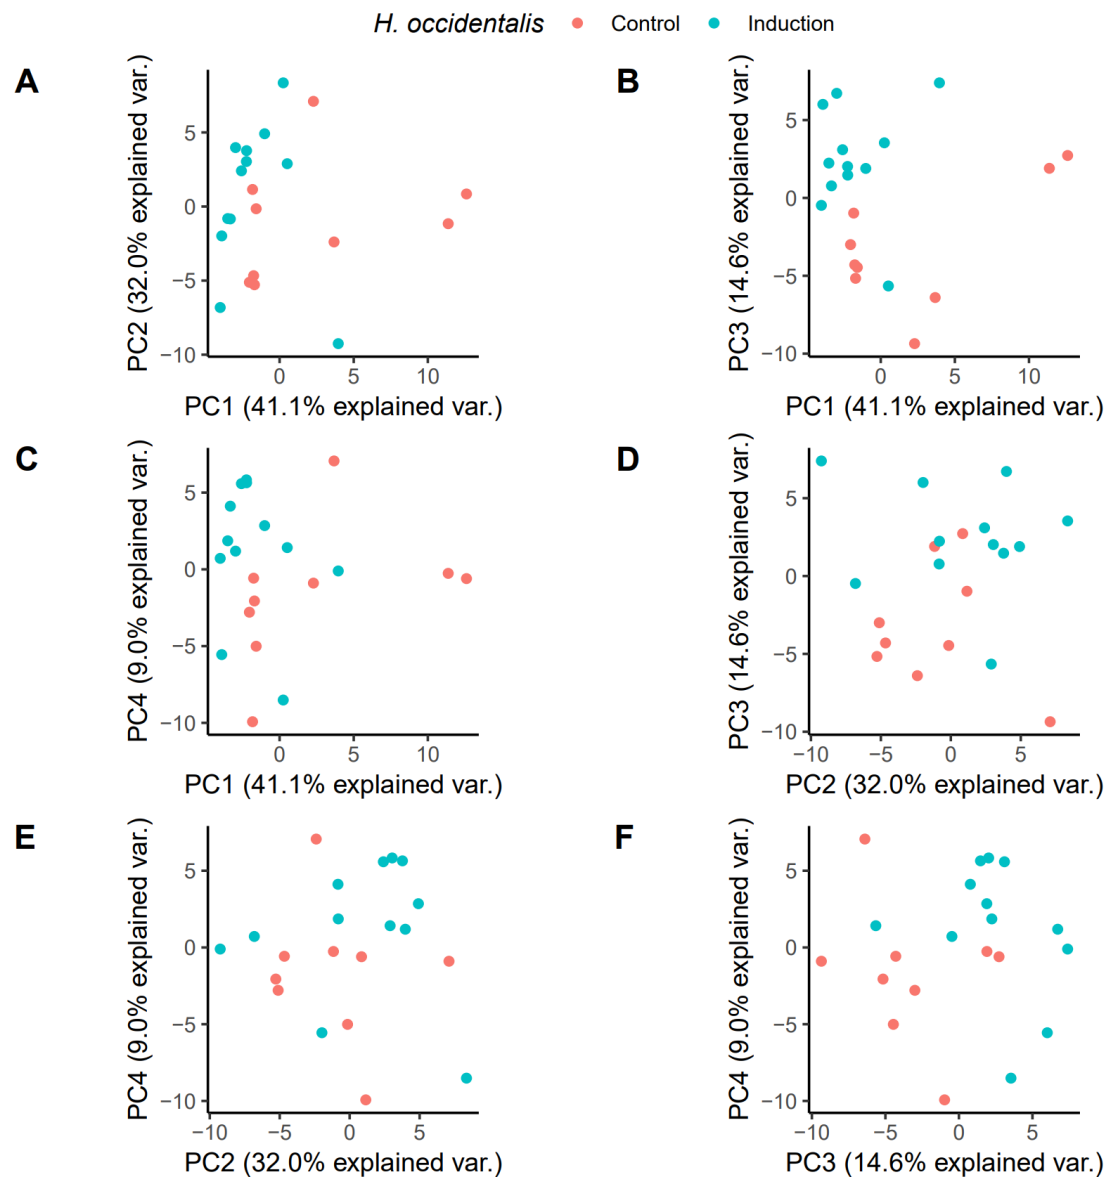 H. occidentalis Control Induction
A
B
PC2 (32.0% explained var.)
5
0
−5
−10
0 5 10
PC1 (41.1% explained var.)
PC3 (14.6% explained var.)
5
0
−5
−10
0 5 10
PC1 (41.1% explained var.)
C
D
PC4 (9.0% explained var.)
5
0
−5
−10
0 5 10
PC1 (41.1% explained var.)
PC3 (14.6% explained var.)
5
0
−5
−10
−10 −5 0 5
PC2 (32.0% explained var.)
E
F
PC4 (9.0% explained var.)
5
0
−5
−10
−10 −5 0 5
PC2 (32.0% explained var.)
PC4 (9.0% explained var.)
5
0
−5
−10
−10 −5 0 5
PC3 (14.6% explained var.)